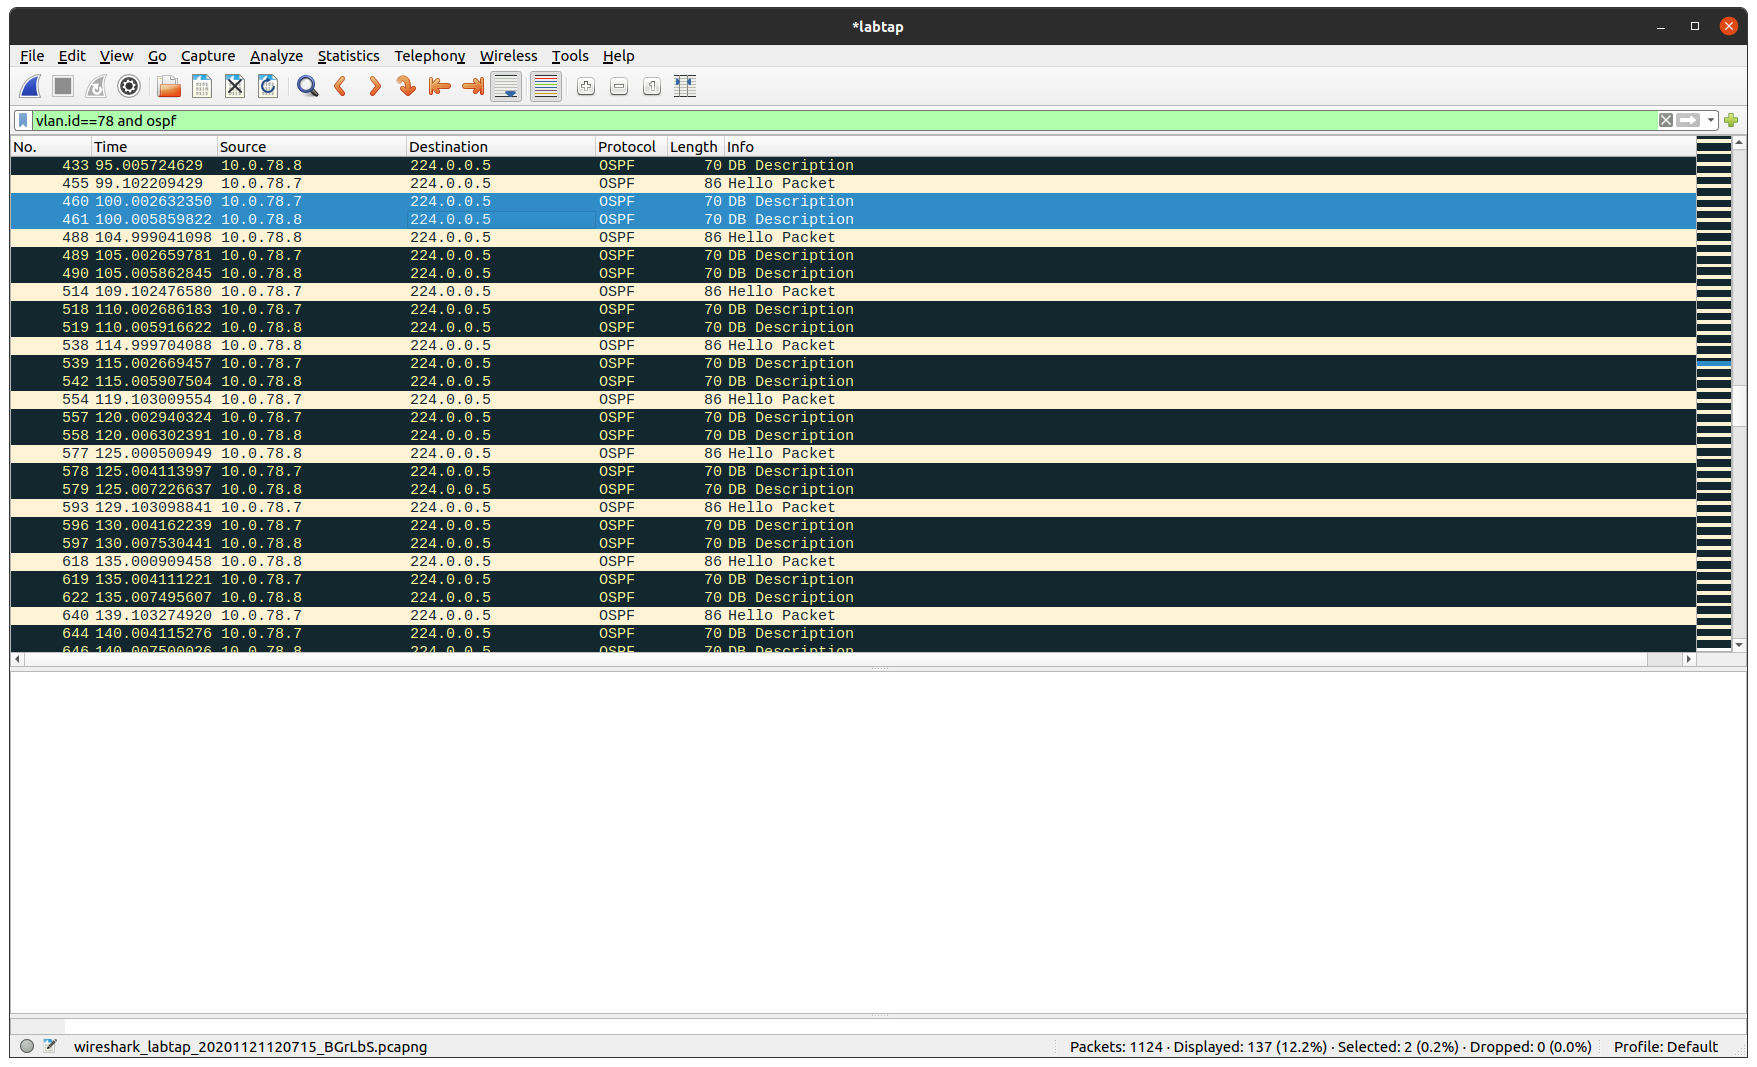 *labtap
File Edit View Go Capture Analyze Statistics Telephony Wireless Tools Help
vlan.id==78 and ospf
No. Time Source Destination Protocol Length Info
433 95.005724629 10.0.78.8 224.0.0.5 OSPF 70 DB Description
455 99.102209429 10.0.78.7 224.0.0.5 OSPF 86 Hello Packet
460 100.002632350 10.0.78.7 224.0.0.5 OSPF 70 DB Description
461 100.005859822 10.0.78.8 224.0.0.5 OSPF 70 DB Description
488 104.999041098 10.0.78.8 224.0.0.5 OSPF 86 Hello Packet
489 105.002659781 10.0.78.7 224.0.0.5 OSPF 70 DB Description
490 105.005862845 10.0.78.8 224.0.0.5 OSPF 70 DB Description
514 109.102476580 10.0.78.7 224.0.0.5 OSPF 86 Hello Packet
518 110.002686183 10.0.78.7 224.0.0.5 OSPF 70 DB Description
519 110.005916622 10.0.78.8 224.0.0.5 OSPF 70 DB Description
538 114.999704088 10.0.78.8 224.0.0.5 OSPF 86 Hello Packet
539 115.002669457 10.0.78.7 224.0.0.5 OSPF 70 DB Description
542 115.005907504 10.0.78.8 224.0.0.5 OSPF 70 DB Description
554 119.103009554 10.0.78.7 224.0.0.5 OSPF 86 Hello Packet
557 120.002940324 10.0.78.7 224.0.0.5 OSPF 70 DB Description
558 120.006302391 10.0.78.8 224.0.0.5 OSPF 70 DB Description
577 125.000500949 10.0.78.8 224.0.0.5 OSPF 86 Hello Packet
578 125.004113997 10.0.78.7 224.0.0.5 OSPF 70 DB Description
579 125.007226637 10.0.78.8 224.0.0.5 OSPF 70 DB Description
593 129.103098841 10.0.78.7 224.0.0.5 OSPF 86 Hello Packet
596 130.004162239 10.0.78.7 224.0.0.5 OSPF 70 DB Description
597 130.007530441 10.0.78.8 224.0.0.5 OSPF 70 DB Description
618 135.000909458 10.0.78.8 224.0.0.5 OSPF 86 Hello Packet
619 135.004111221 10.0.78.7 224.0.0.5 OSPF 70 DB Description
622 135.007495607 10.0.78.8 224.0.0.5 OSPF 70 DB Description
640 139.103274920 10.0.78.7 224.0.0.5 OSPF 86 Hello Packet
644 140.004115276 10.0.78.7 224.0.0.5 OSPF 70 DB Description
646 140.007500026 10.0.78.8 224.0.0.5 OSPF 70 DB Description
wireshark_labtap_20201121120715_BGrLbS.pcapng Packets: 1124 · Displayed: 137 (12.2%) · Selected: 2 (0.2%) · Dropped: 0 (0.0%) Profile: Default